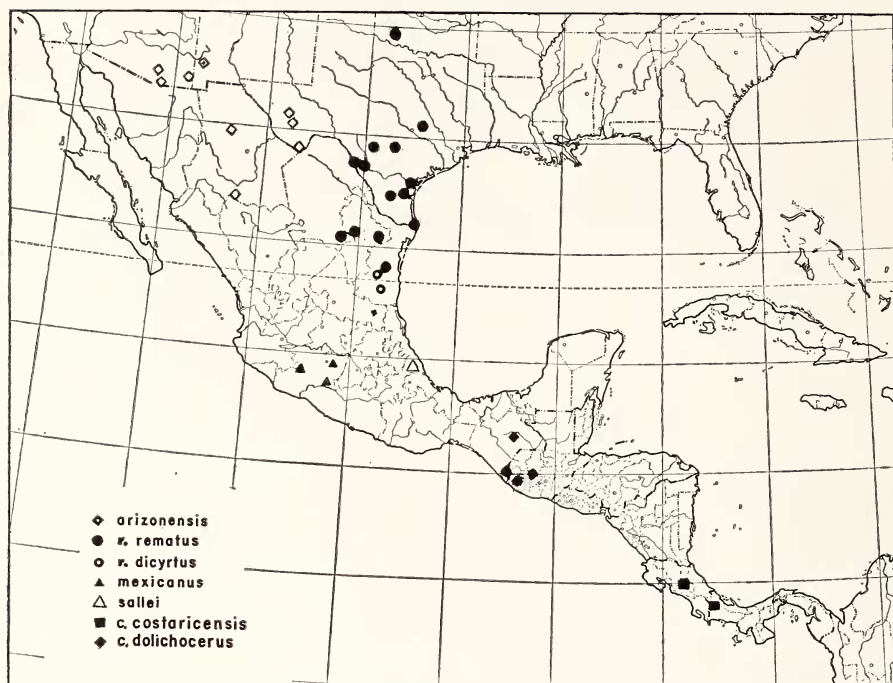 arizonensis
r. rematus
r. dicyrtus
mexicanus
sallei
c. costaricensis
c. dolichocerus